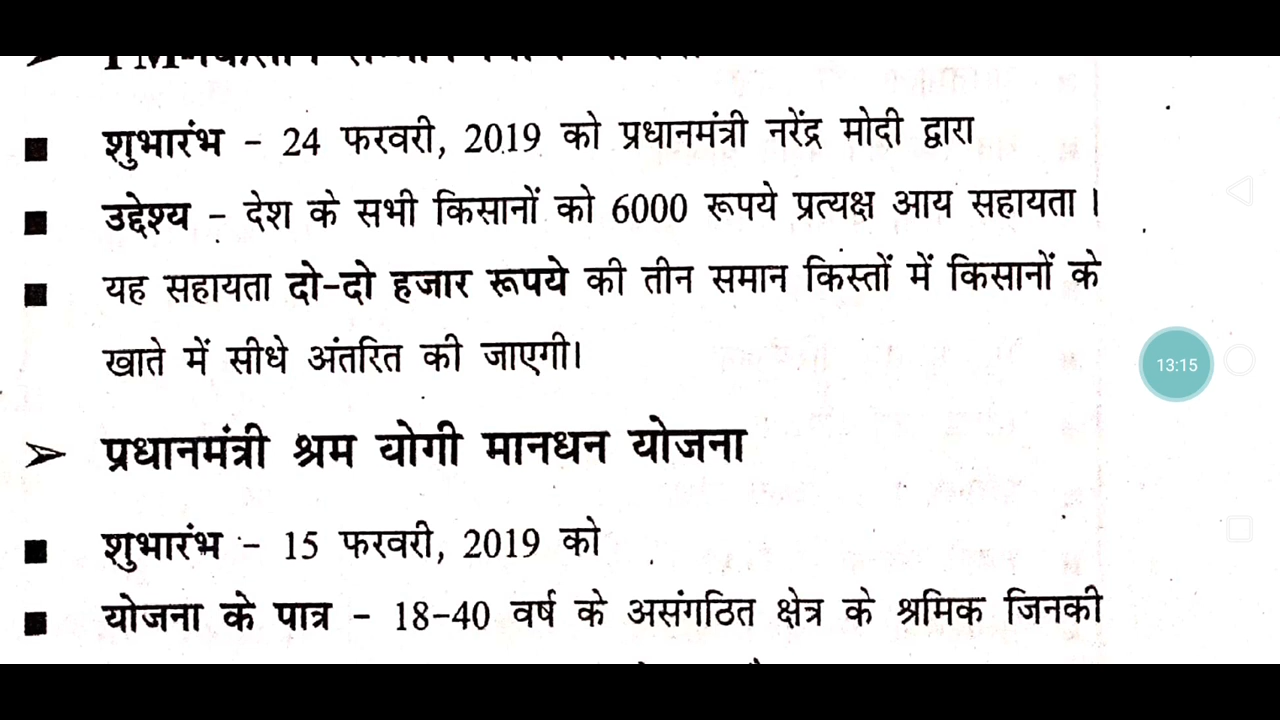 शुभारंभ - 24 फरवरी, 2019 को प्रधानमंत्री नरेंद्र मोदी द्वारा
उद्देश्य - देश के सभी किसानों को 6000 रूपये प्रत्यक्ष आय सहायता ।
यह सहायता दो-दो हजार रूपये की तीन समान किस्तों में किसानों के
खाते में सीधे अंतरित की जाएगी।
13:15
प्रधानमंत्री श्रम योगी मानधन योजना
शुभारंभ - 15 फरवरी, 2019 को
योजना के पात्र - 18-40 वर्ष के असंगठित क्षेत्र के श्रमिक जिनकी